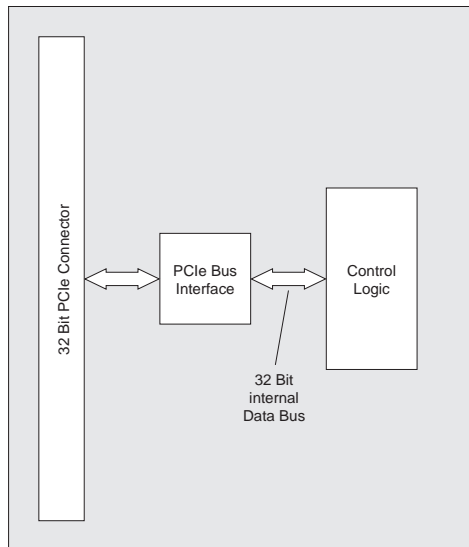 32 Bit PCIe Connector
PCIe Bus
Interface
Control
Logic
32 Bit
internal
Data Bus